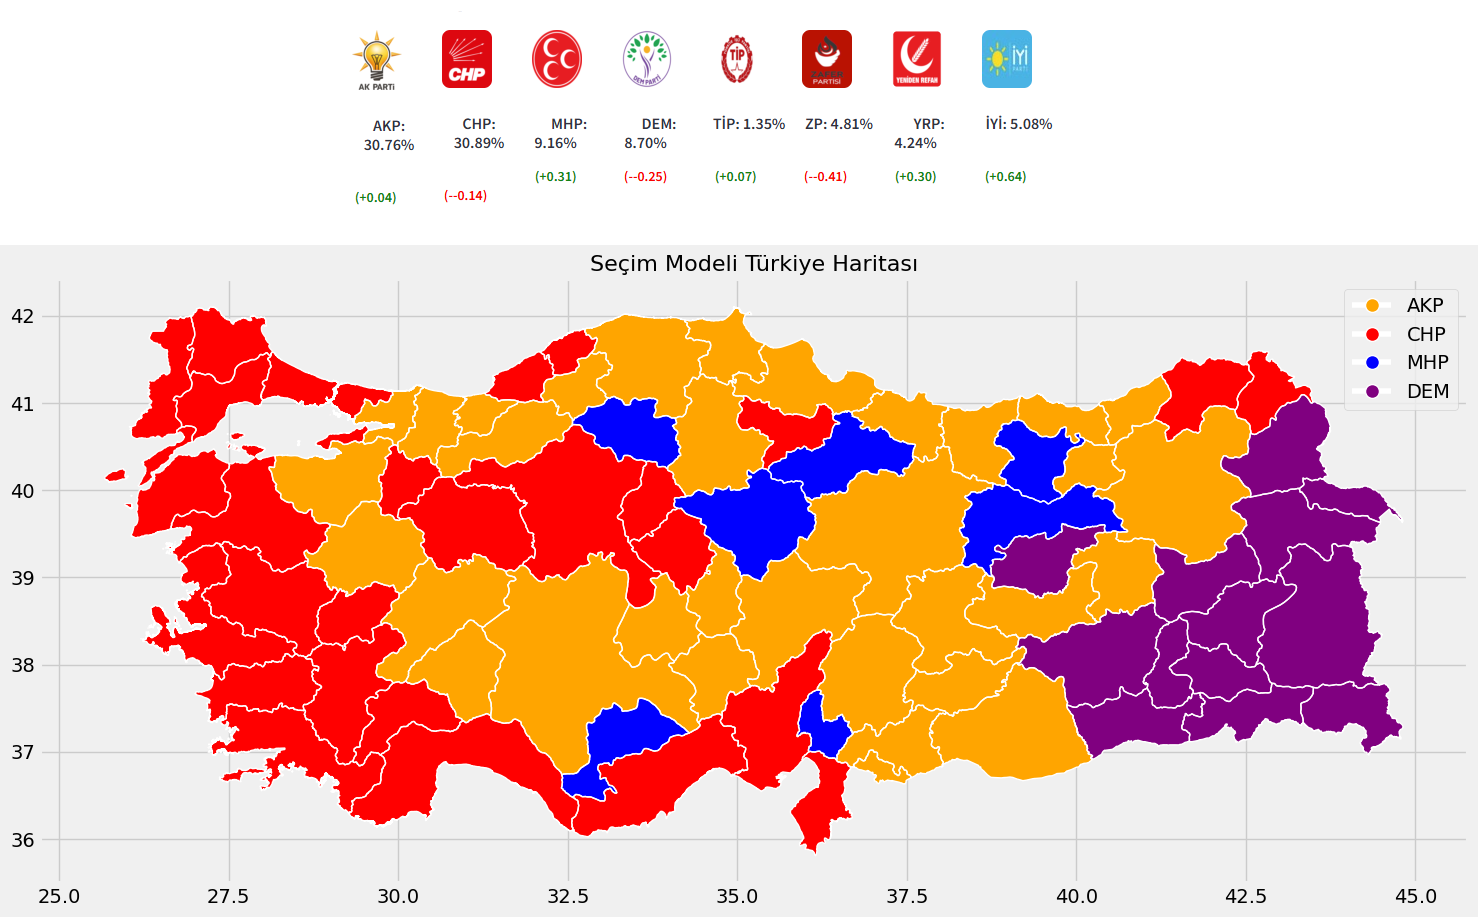 AK PARTİ
CHP
DEM PARTİ
TİP
PARTİSİ
YENİDEN REFAH
İYİ
PARTİ
AKP: 30.76%
(+0.04)
CHP: 30.89%
(--0.14)
MHP: 9.16%
(+0.31)
DEM: 8.70%
(--0.25)
TİP: 1.35%
(+0.07)
ZP: 4.81%
(--0.41)
YRP: 4.24%
(+0.30)
İYİ: 5.08%
(+0.64)
Seçim Modeli Türkiye Haritası
AKP
CHP
MHP
DEM
42
41
40
39
38
37
36
25.0 27.5 30.0 32.5 35.0 37.5 40.0 42.5 45.0